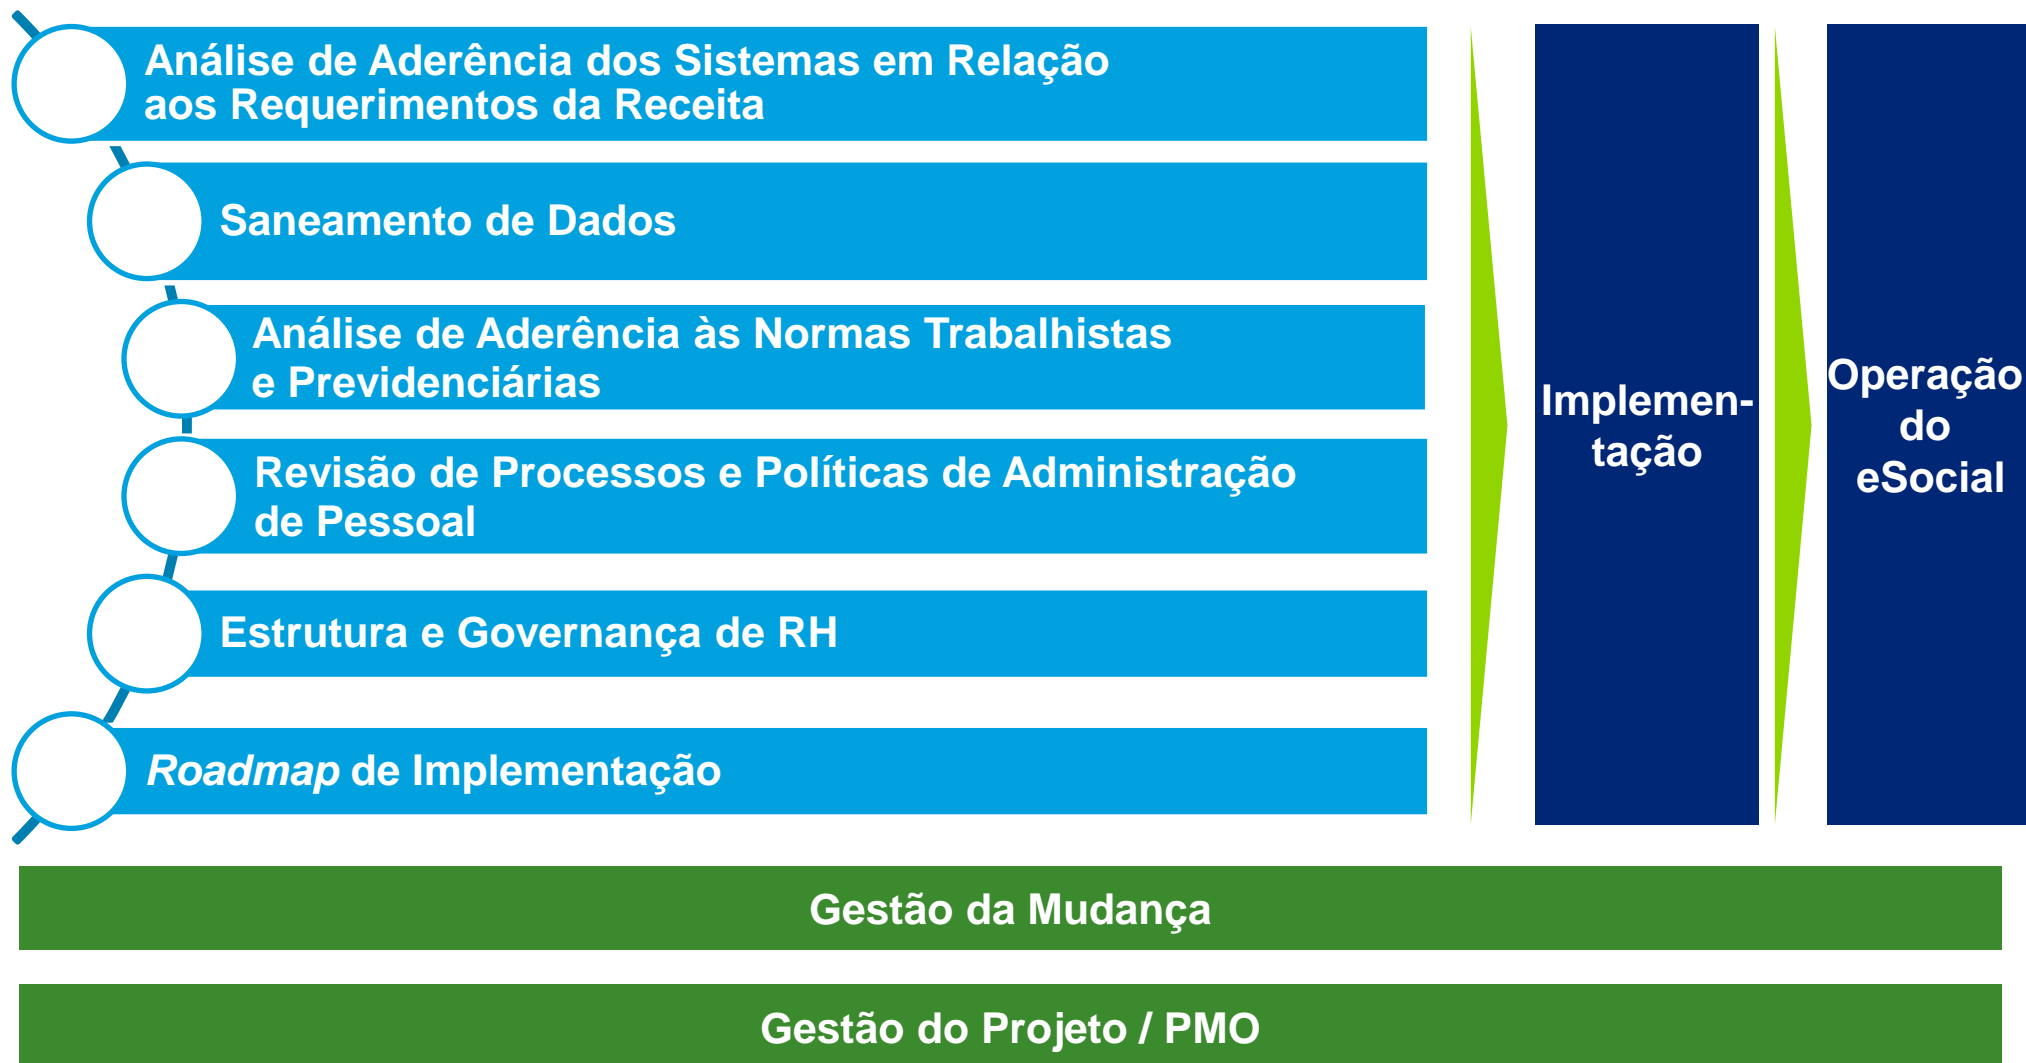 Análise de Aderência dos Sistemas em Relação
aos Requerimentos da Receita
Saneamento de Dados
Análise de Aderência às Normas Trabalhistas
e Previdenciárias
Revisão de Processos e Políticas de Administração
de Pessoal
Estrutura e Governança de RH
Roadmap de Implementação
Implemen-
tação
Operação
do
eSocial
Gestão da Mudança
Gestão do Projeto / PMO